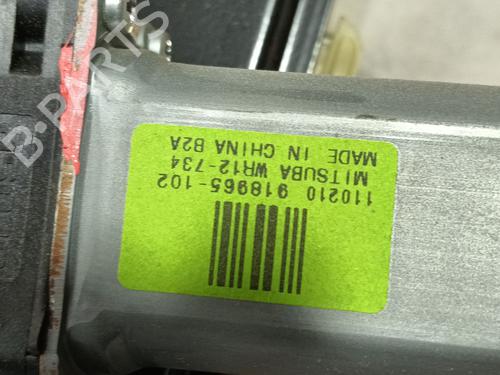 110210 918965-102
MITSUBA WR12-734
MADE IN CHINA B2A
B-PARTS